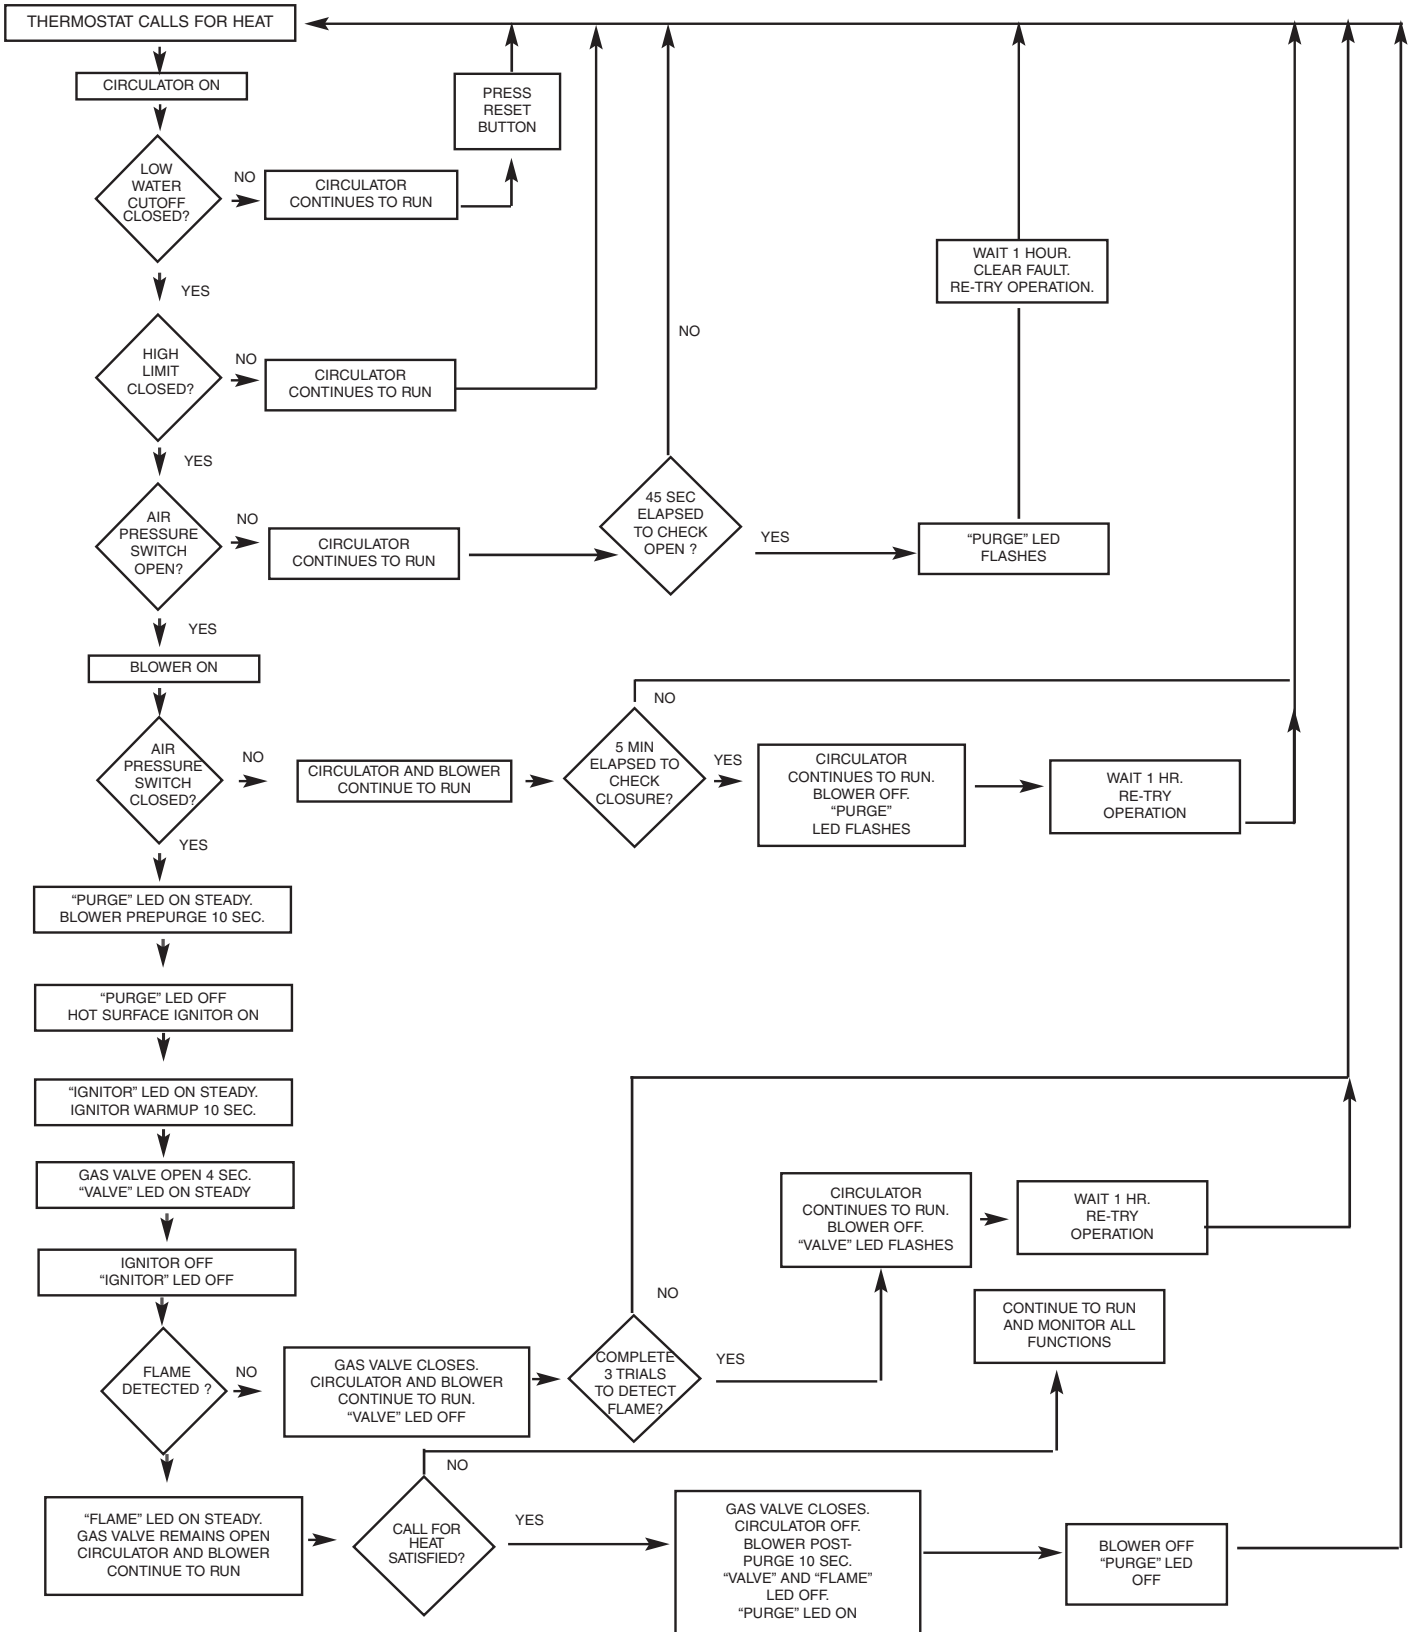 THERMOSTAT CALLS FOR HEAT
CIRCULATOR ON
PRESS
RESET
BUTTON
LOW
WATER
CUTOFF
CLOSED?
NO
CIRCULATOR
CONTINUES TO RUN
YES
WAIT 1 HOUR.
CLEAR FAULT.
RE-TRY OPERATION.
HIGH
LIMIT
CLOSED?
NO
CIRCULATOR
CONTINUES TO RUN
NO
YES
AIR
PRESSURE
SWITCH
OPEN?
NO
CIRCULATOR
CONTINUES TO RUN
45 SEC
ELAPSED
TO CHECK
OPEN ?
YES
“PURGE” LED
FLASHES
YES
BLOWER ON
AIR
PRESSURE
SWITCH
CLOSED?
NO
CIRCULATOR AND BLOWER
CONTINUE TO RUN
NO
5 MIN
ELAPSED TO
CHECK
CLOSURE?
YES
CIRCULATOR
CONTINUES TO RUN.
BLOWER OFF.
“PURGE”
LED FLASHES
WAIT 1 HR.
RE-TRY
OPERATION
YES
“PURGE” LED ON STEADY.
BLOWER PREPURGE 10 SEC.
“PURGE” LED OFF
HOT SURFACE IGNITOR ON
“IGNITOR” LED ON STEADY.
IGNITOR WARMUP 10 SEC.
GAS VALVE OPEN 4 SEC.
“VALVE” LED ON STEADY
IGNITOR OFF
“IGNITOR” LED OFF
CIRCULATOR
CONTINUES TO RUN.
BLOWER OFF.
“VALVE” LED FLASHES
WAIT 1 HR.
RE-TRY
OPERATION
FLAME
DETECTED ?
NO
GAS VALVE CLOSES.
CIRCULATOR AND BLOWER
CONTINUE TO RUN.
“VALVE” LED OFF
NO
COMPLETE
3 TRIALS
TO DETECT
FLAME?
YES
CONTINUE TO RUN
AND MONITOR ALL
FUNCTIONS
“FLAME” LED ON STEADY.
GAS VALVE REMAINS OPEN
CIRCULATOR AND BLOWER
CONTINUE TO RUN
NO
CALL FOR
HEAT
SATISFIED?
YES
GAS VALVE CLOSES.
CIRCULATOR OFF.
BLOWER POST-
PURGE 10 SEC.
“VALVE” AND “FLAME”
LED OFF.
“PURGE” LED ON
BLOWER OFF
“PURGE” LED
OFF